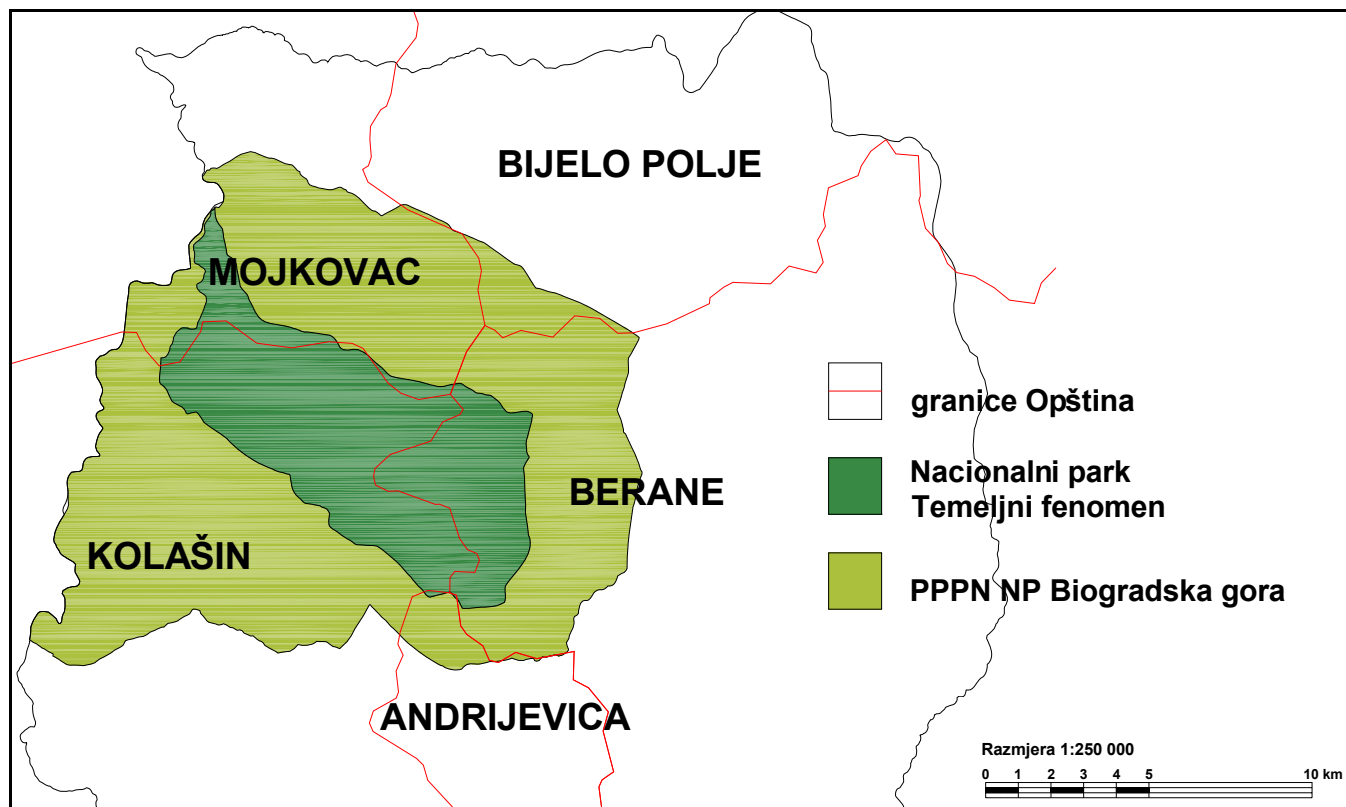 BIJELO POLJE
MOJKOVAC
granice Opština
Nacionalni park
Temeljni fenomen
BERANE
KOLAŠIN
PPPN NP Biogradska gora
ANDRIJEVICA
Razmjera 1:250 000
0 1 2 3 4 5 10 km